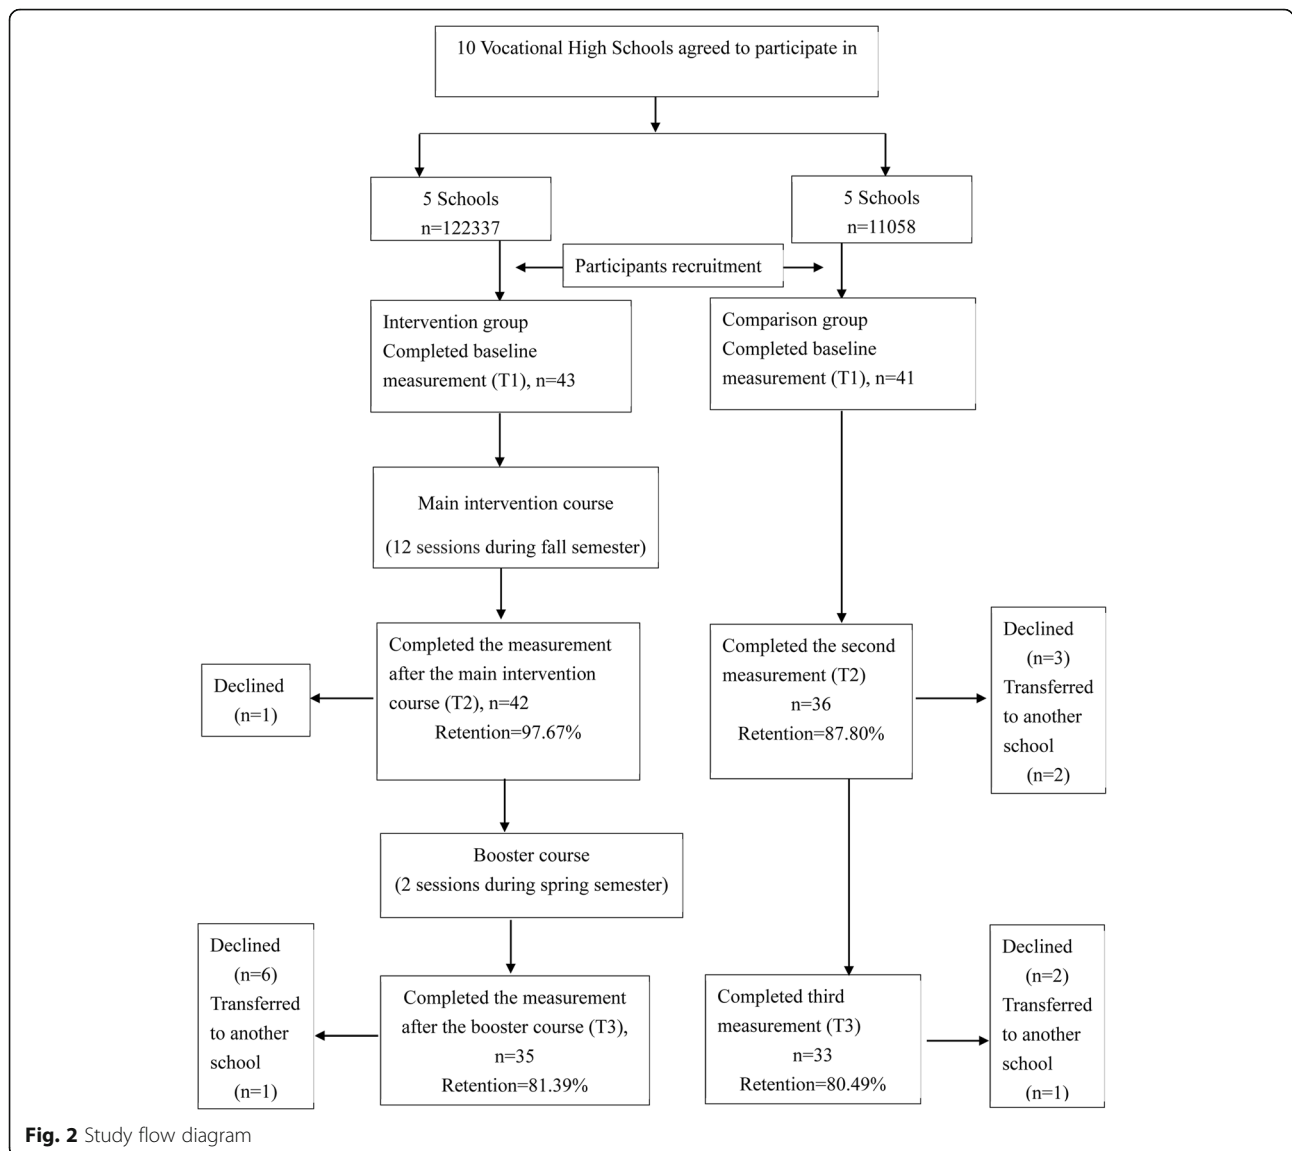 10 Vocational High Schools agreed to participate in
5 Schools
n=122337
5 Schools
n=11058
Participants recruitment
Intervention group
Completed baseline
measurement (T1), n=43
Comparison group
Completed baseline
measurement (T1), n=41
Main intervention course
(12 sessions during fall semester)
Completed the measurement
after the main intervention
course (T2), n=42
Retention=97.67%
Declined
(n=1)
Completed the second
measurement (T2)
n=36
Retention=87.80%
Declined
(n=3)
Transferred
to another
school
(n=2)
Booster course
(2 sessions during spring semester)
Declined
(n=6)
Transferred
to another
school
(n=1)
Completed the measurement
after the booster course (T3),
n=35
Retention=81.39%
Completed third
measurement (T3)
n=33
Retention=80.49%
Declined
(n=2)
Transferred
to another
school
(n=1)
Fig. 2 Study flow diagram